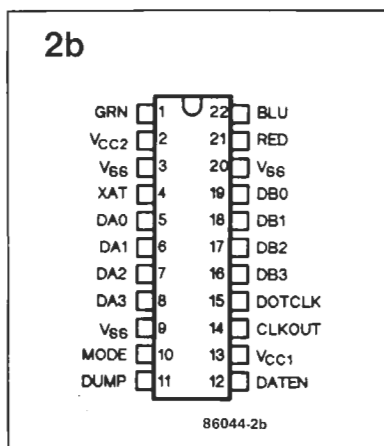 2b
GRN 1 22 BLU
VCC2 2 21 RED
VSS 3 20 VSS
XAT 4 19 DB0
DA0 5 18 DB1
DA1 6 17 DB2
DA2 7 16 DB3
DA3 8 15 DOTCLK
VSS 9 14 CLKOUT
MODE 10 13 VCC1
DUMP 11 12 DATEN
86044-2b